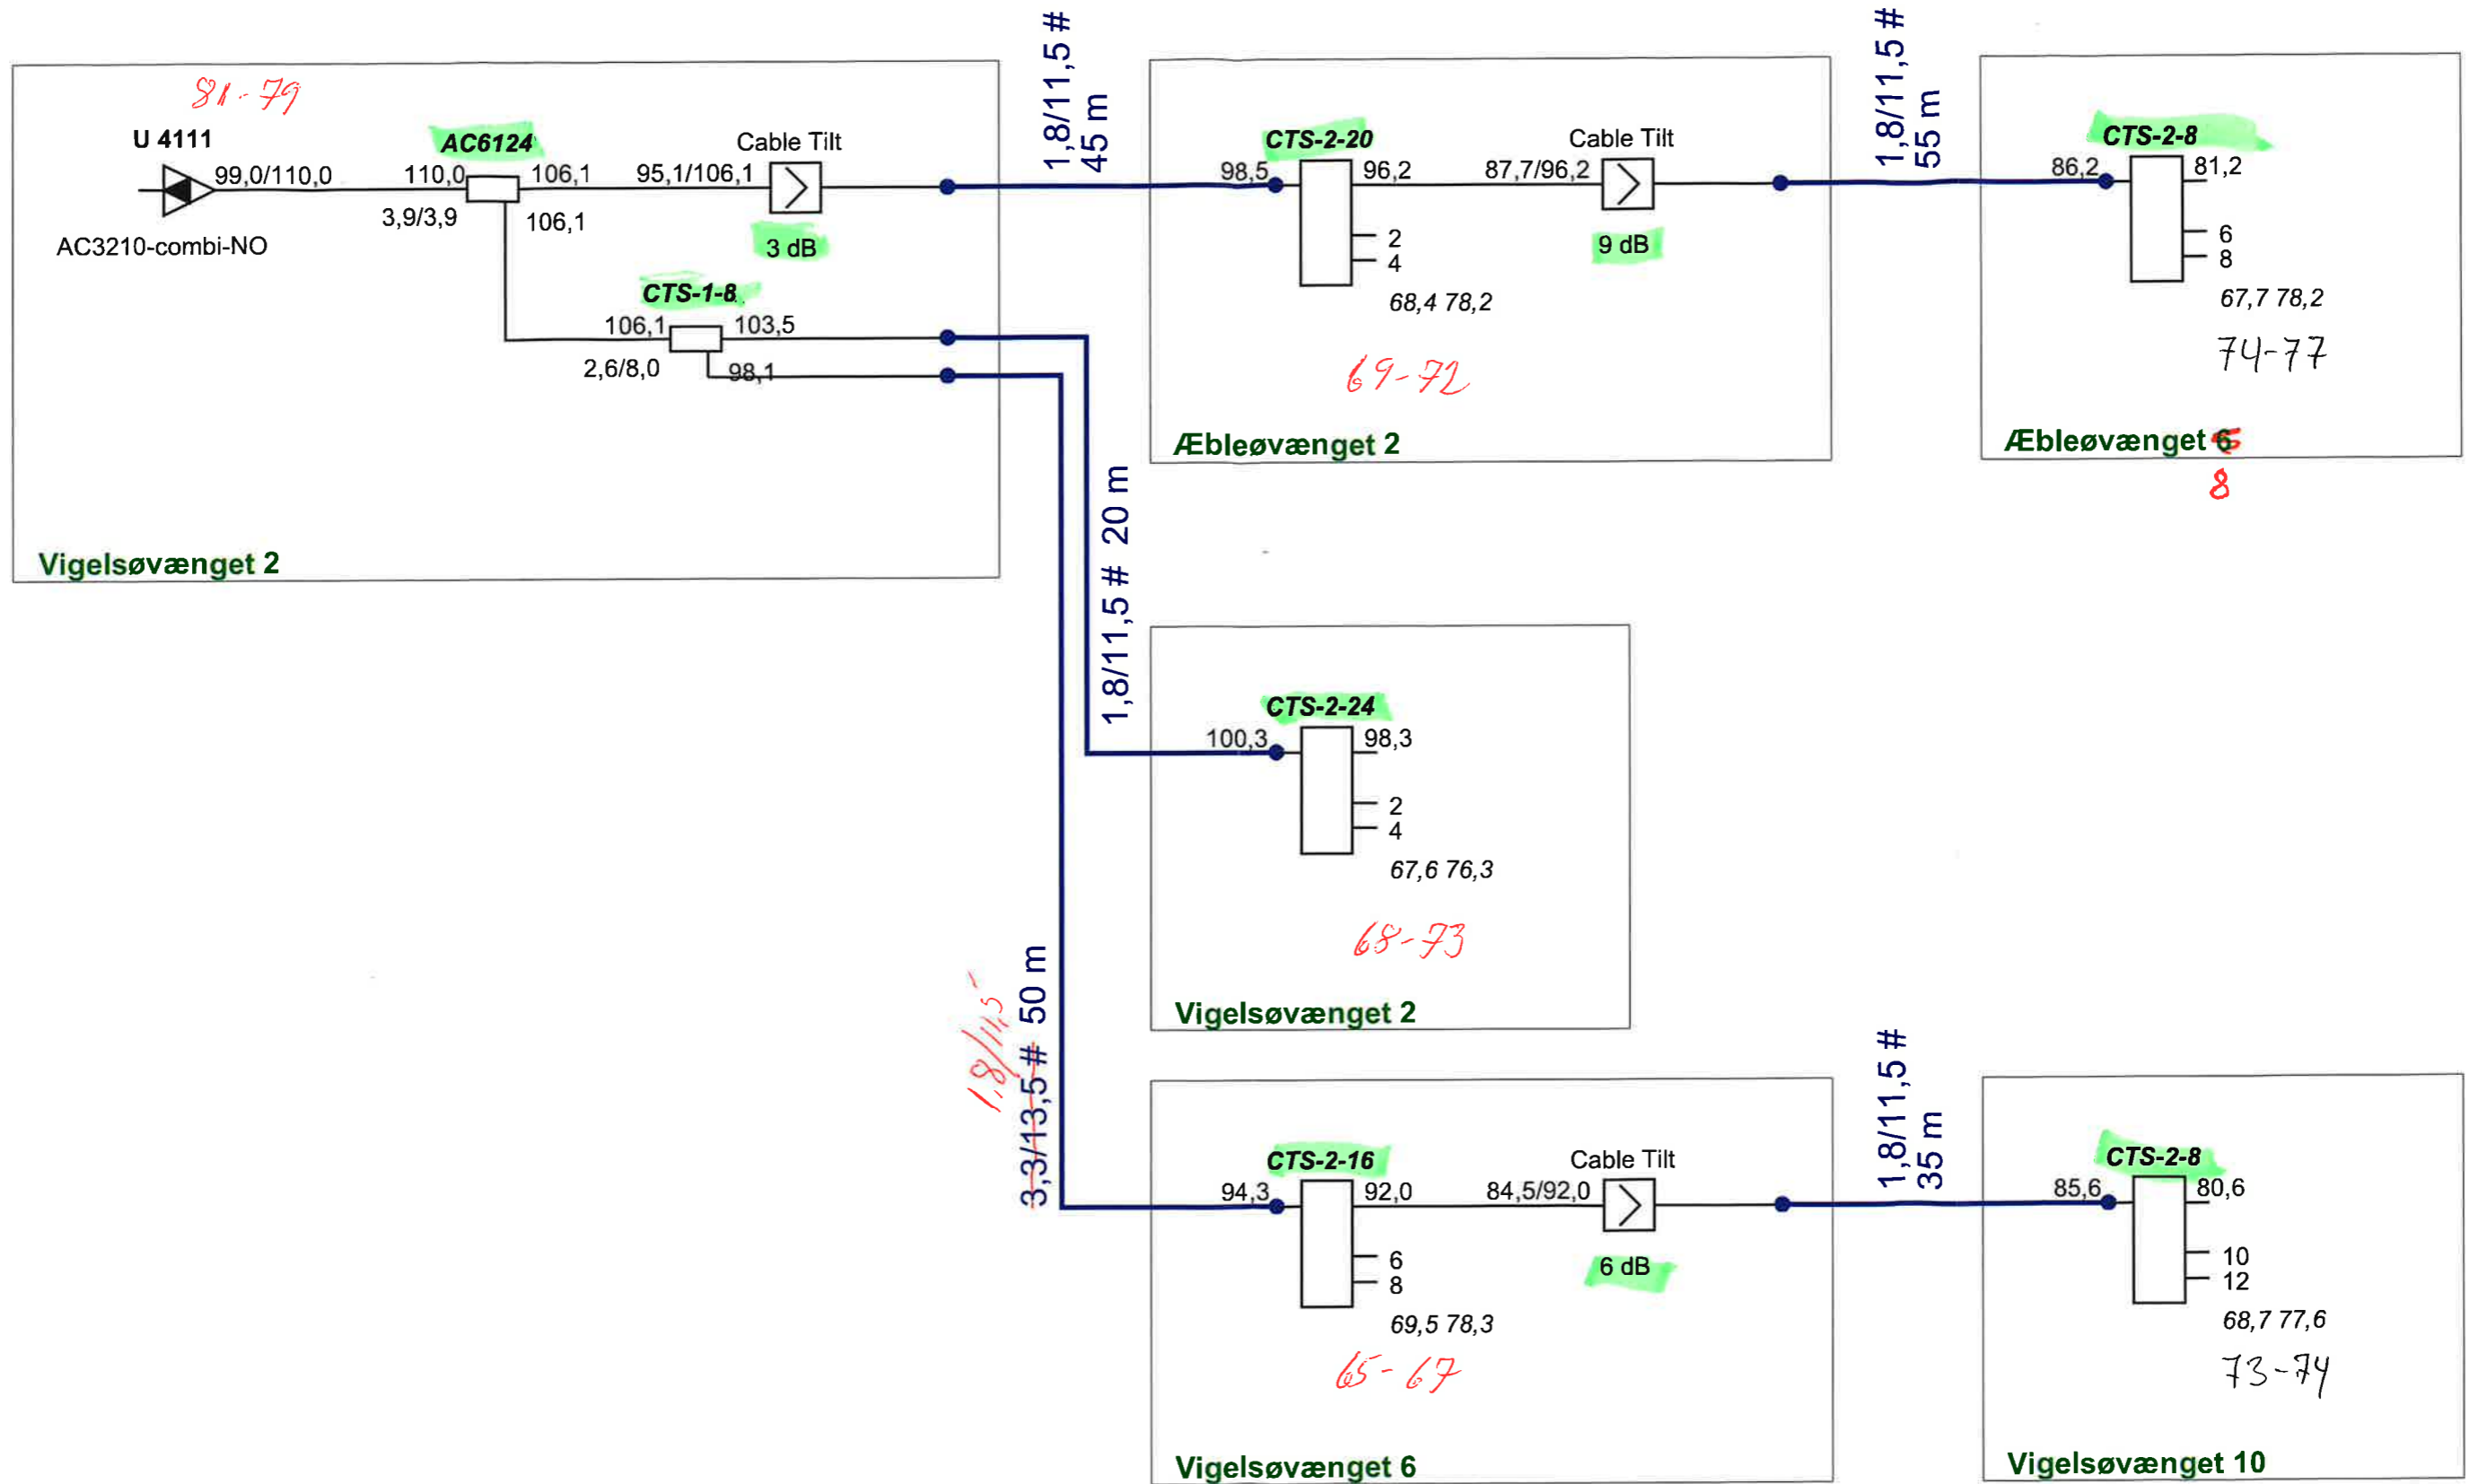 81-79
U 4111
99,0/110,0
AC3210-combi-NO
AC6124
110,0
106,1
3,9/3,9
106,1
95,1/106,1
Cable Tilt
3 dB
CTS-1-8
106,1
103,5
2,6/8,0
98,1
Vigelsøvænget 2
1,8/11,5 #
45 m
CTS-2-20
98,5
96,2
2
4
68,4 78,2
69-72
87,7/96,2
Cable Tilt
9 dB
Æbleøvænget 2
1,8/11,5 #
55 m
CTS-2-8
86,2
81,2
6
8
67,7 78,2
74-77
Æbleøvænget 6
8
1,8/11,5 # 20 m
CTS-2-24
100,3
98,3
2
4
67,6 76,3
68-73
Vigelsøvænget 2
1,8/11,5
3,3/13,5 # 50 m
CTS-2-16
94,3
92,0
6
8
69,5 78,3
65-67
84,5/92,0
Cable Tilt
6 dB
Vigelsøvænget 6
1,8/11,5 #
35 m
CTS-2-8
85,6
80,6
10
12
68,7 77,6
73-74
Vigelsøvænget 10